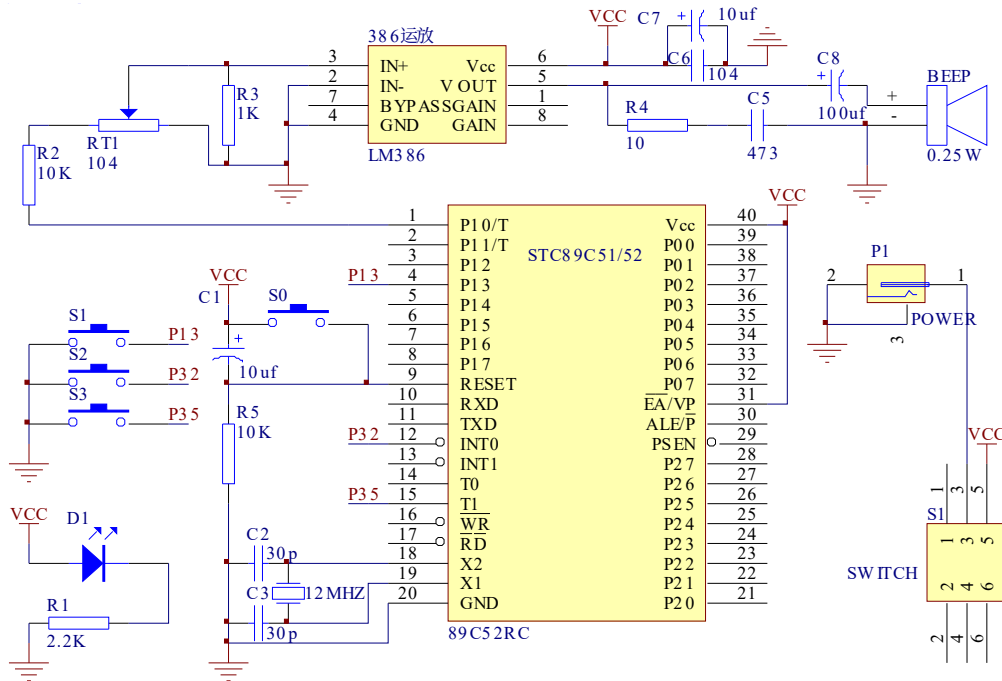 VCC
C7
+
10uf
C6
104
386运放
3
IN+
Vcc
6
2
IN-
V OUT
5
7
BYPASS
GAIN
1
4
GND
GAIN
8
LM386
C8
+
100uf
BEEP
+
-
0.25W
R4
10
C5
473
R3
1K
RT1
104
R2
10K
VCC
1
P10/T
Vcc
40
2
P11/T
P00
39
3
P12
P01
38
P13
4
P13
P02
37
5
P14
P03
36
6
P15
P04
35
7
P16
P05
34
8
P17
P06
33
9
RESET
P07
32
10
RXD
EA/VP
31
11
TXD
ALE/P
30
P32
12
INT0
PSEN
29
13
INT1
P27
28
14
T0
P26
27
P35
15
T1
P25
26
16
WR
P24
25
17
RD
P23
24
18
X2
P22
23
19
X1
P21
22
20
GND
P20
21
STC89C51/52
89C52RC
VCC
C1
+
10uf
S0
S1
P13
S2
P32
S3
P35
R5
10K
VCC
D1
R1
2.2K
C2
30p
C3
30p
12MHZ
P1
2
1
3
POWER
VCC
1
3
5
S1
1
3
5
2
4
6
SWITCH
2
4
6